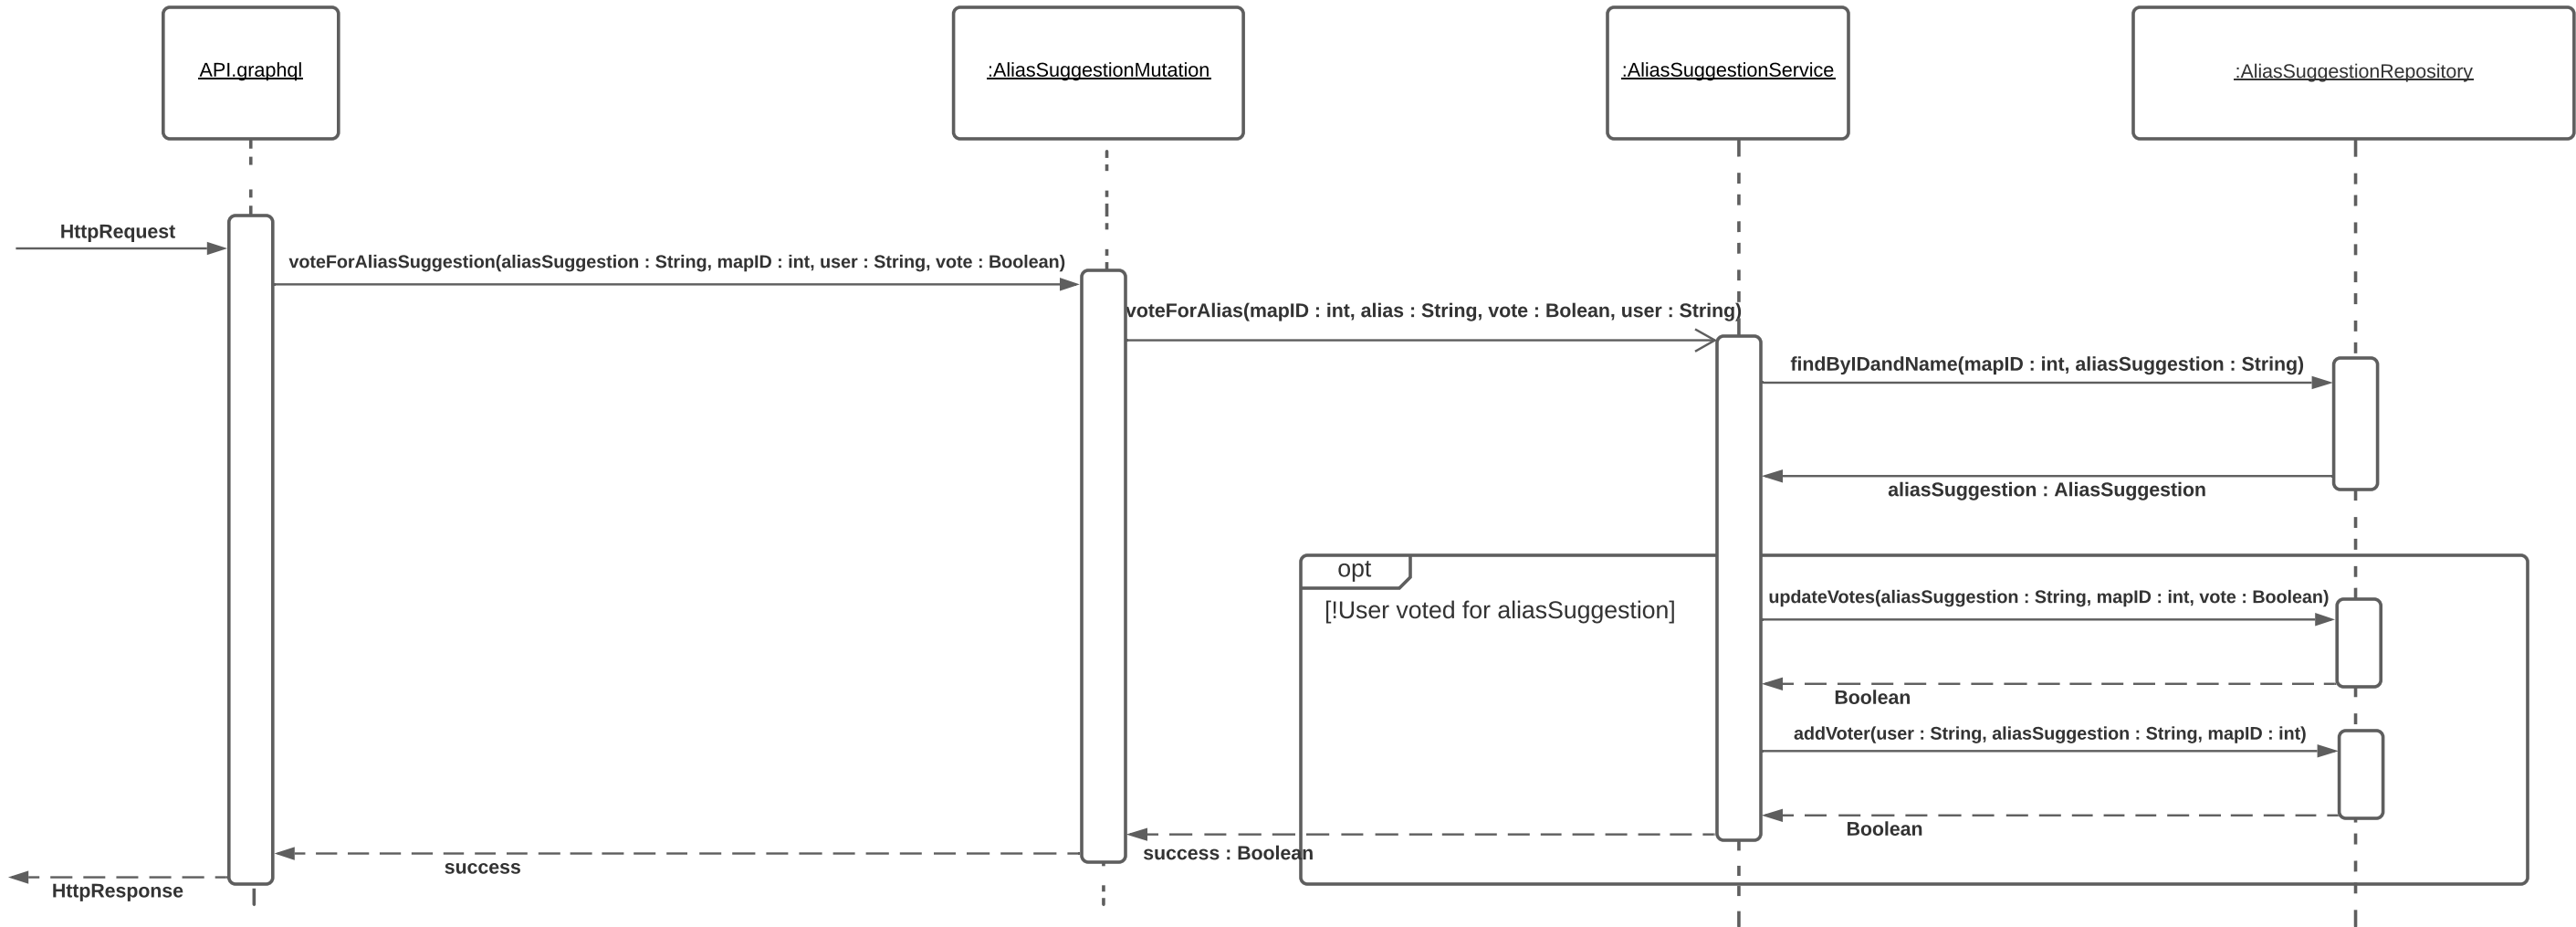 API.graphql
:AliasSuggestionMutation
:AliasSuggestionService
:AliasSuggestionRepository
HttpRequest
voteForAliasSuggestion(aliasSuggestion : String, mapID : int, user : String, vote : Boolean)
voteForAlias(mapID : int, alias : String, vote : Bolean, user : String)
findByIDandName(mapID : int, aliasSuggestion : String)
aliasSuggestion : AliasSuggestion
opt
[!User voted for aliasSuggestion]
updateVotes(aliasSuggestion : String, mapID : int, vote : Boolean)
Boolean
addVoter(user : String, aliasSuggestion : String, mapID : int)
Boolean
success : Boolean
success
HttpResponse